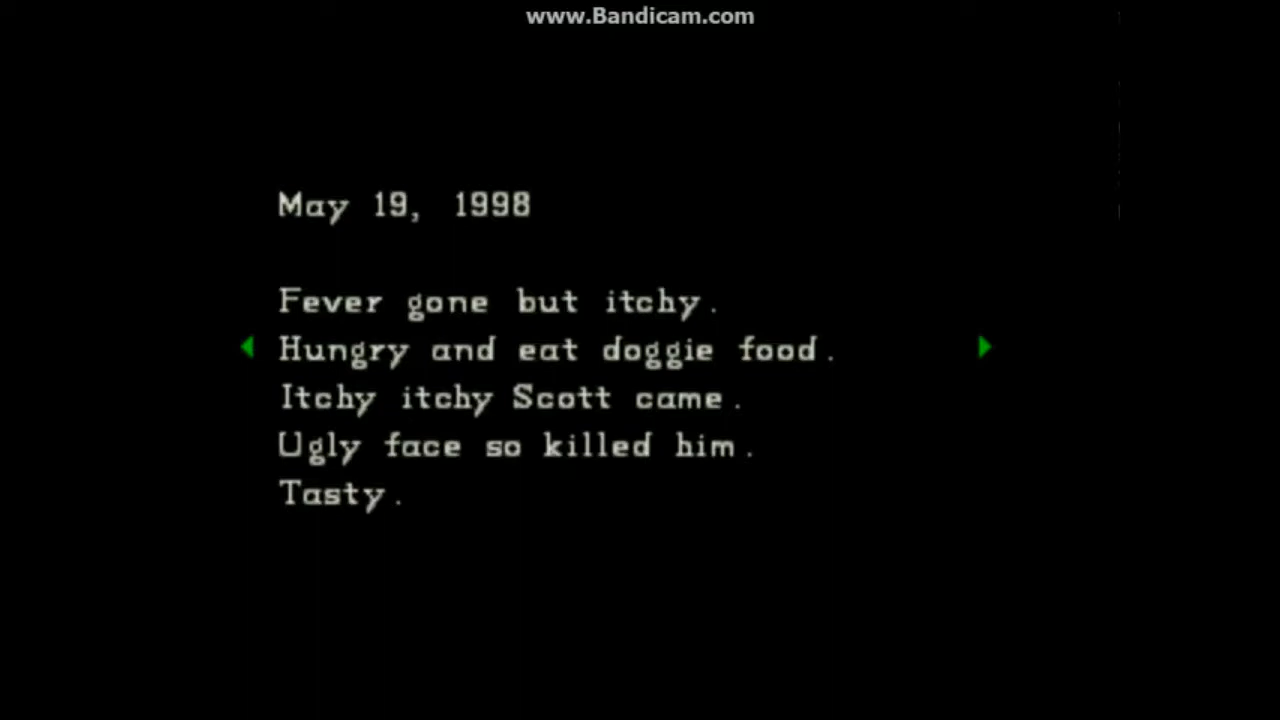 www.Bandicam.com
May 19, 1998
Fever gone but itchy.
Hungry and eat doggie food.
Itchy itchy Scott came.
Ugly face so killed him.
Tasty.